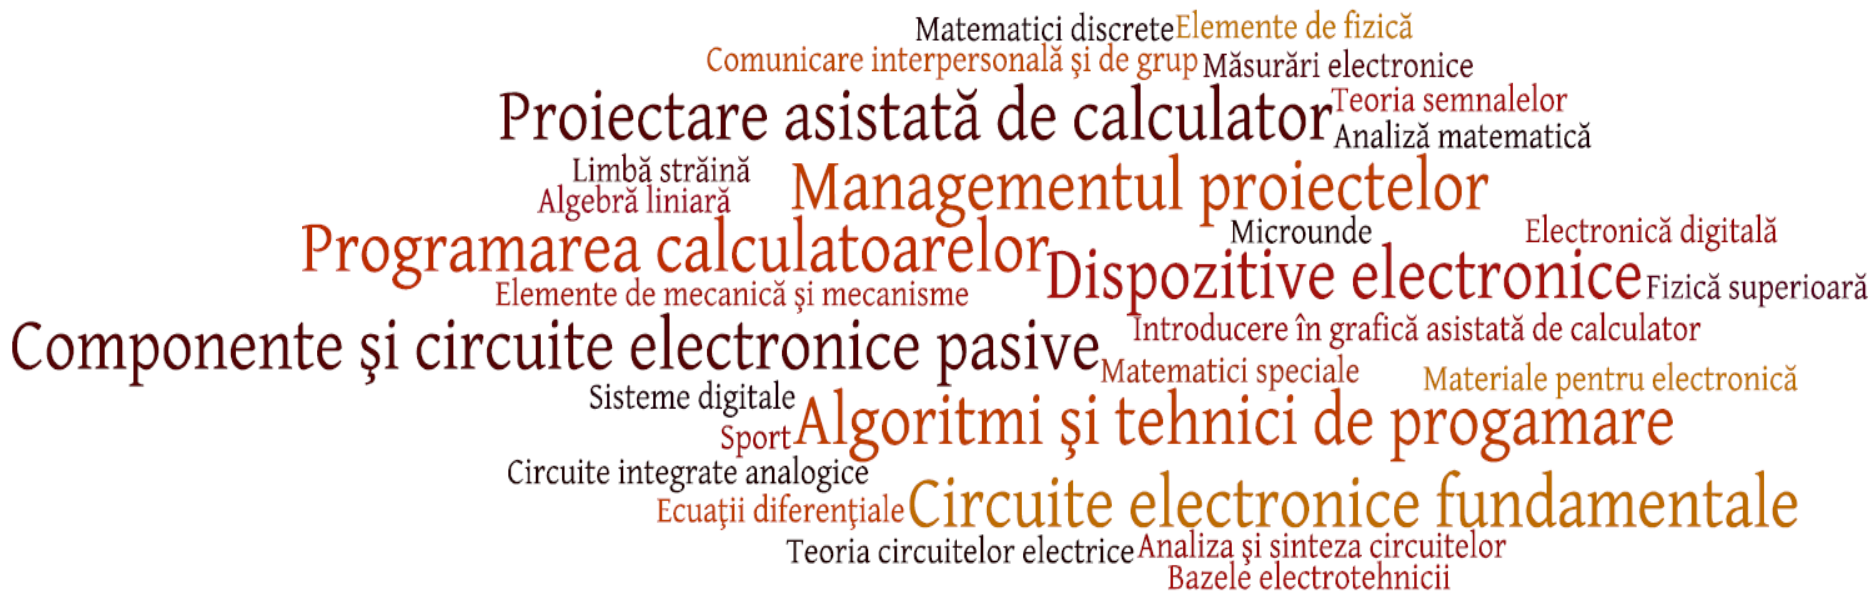 Matematici discrete
Elemente de fizică
Comunicare interpersonală şi de grup
Măsurări electronice
Proiectare asistată de calculator
Teoria semnalelor
Analiză matematică
Limbă străină
Managementul proiectelor
Algebră liniară
Programarea calculatoarelor
Microunde
Electronică digitală
Dispozitive electronice
Fizică superioară
Elemente de mecanică şi mecanisme
Componente şi circuite electronice pasive
Introducere în grafică asistată de calculator
Matematici speciale
Materiale pentru electronică
Sisteme digitale
Algoritmi şi tehnici de progamare
Sport
Circuite integrate analogice
Ecuaţii diferenţiale
Circuite electronice fundamentale
Teoria circuitelor electrice
Analiza şi sinteza circuitelor
Bazele electrotehnicii